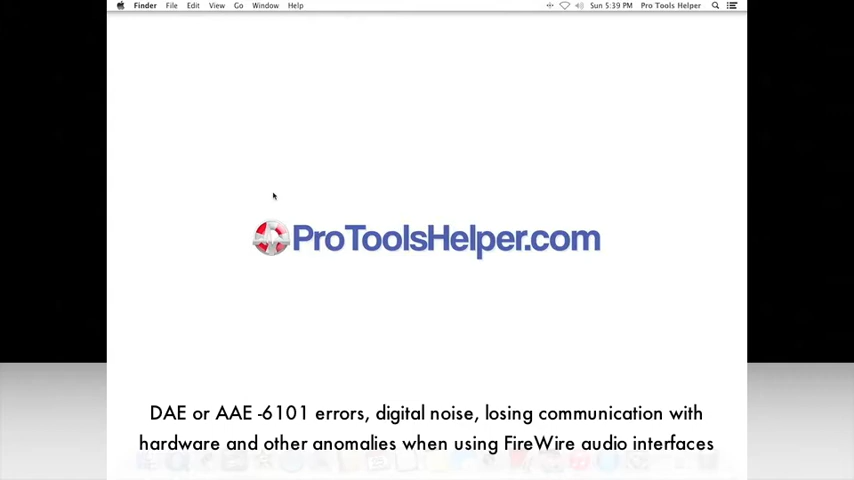 Finder File Edit View Go Window Help Sun 5:39 PM Pro Tools Helper
ProToolsHelper.com
DAE or AAE -6101 errors, digital noise, losing communication with
hardware and other anomalies when using FireWire audio interfaces